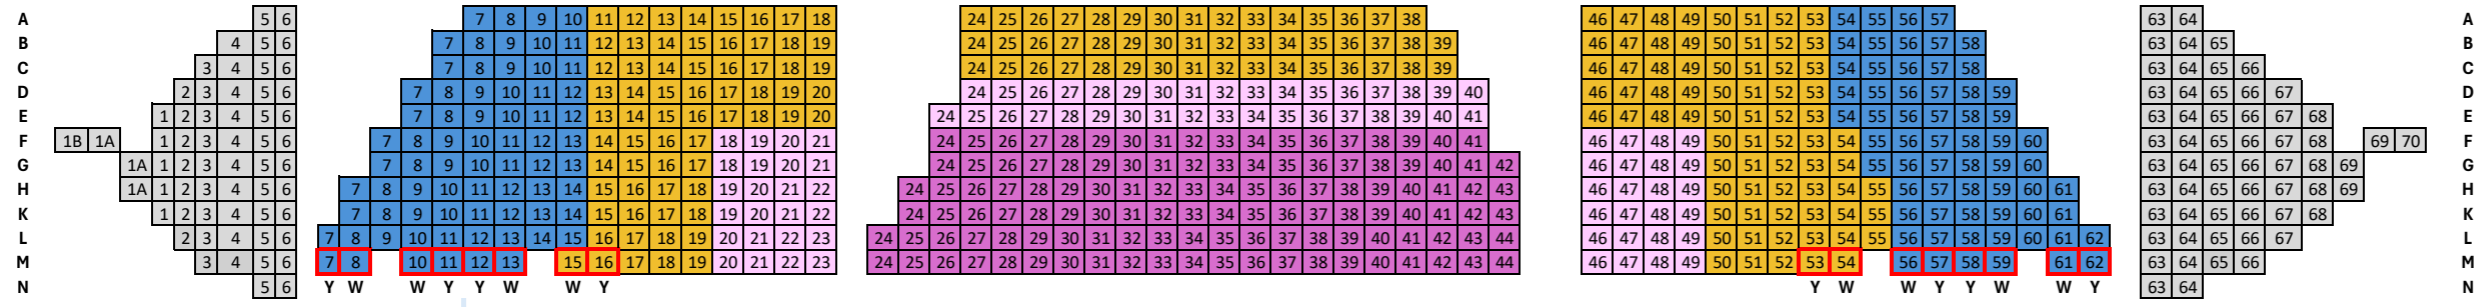 A 5 6 7 8 9 10 11 12 13 14 15 16 17 18 24 25 26 27 28 29 30 31 32 33 34 35 36 37 38 46 47 48 49 50 51 52 53 54 55 56 57 63 64 A
B 4 5 6 7 8 9 10 11 12 13 14 15 16 17 18 19 24 25 26 27 28 29 30 31 32 33 34 35 36 37 38 39 46 47 48 49 50 51 52 53 54 55 56 57 58 63 64 65 B
C 3 4 5 6 7 8 9 10 11 12 13 14 15 16 17 18 19 24 25 26 27 28 29 30 31 32 33 34 35 36 37 38 39 46 47 48 49 50 51 52 53 54 55 56 57 58 63 64 65 66 C
D 2 3 4 5 6 7 8 9 10 11 12 13 14 15 16 17 18 19 20 24 25 26 27 28 29 30 31 32 33 34 35 36 37 38 39 40 46 47 48 49 50 51 52 53 54 55 56 57 58 59 63 64 65 66 67 D
E 1 2 3 4 5 6 7 8 9 10 11 12 13 14 15 16 17 18 19 20 24 25 26 27 28 29 30 31 32 33 34 35 36 37 38 39 40 41 46 47 48 49 50 51 52 53 54 55 56 57 58 59 63 64 65 66 67 68 E
F 1B 1A 1 2 3 4 5 6 7 8 9 10 11 12 13 14 15 16 17 18 19 20 21 24 25 26 27 28 29 30 31 32 33 34 35 36 37 38 39 40 41 46 47 48 49 50 51 52 53 54 55 56 57 58 59 60 63 64 65 66 67 68 69 70 F
G 1A 1 2 3 4 5 6 7 8 9 10 11 12 13 14 15 16 17 18 19 20 21 24 25 26 27 28 29 30 31 32 33 34 35 36 37 38 39 40 41 42 46 47 48 49 50 51 52 53 54 55 56 57 58 59 60 63 64 65 66 67 68 69 G
H 1A 1 2 3 4 5 6 7 8 9 10 11 12 13 14 15 16 17 18 19 20 21 22 24 25 26 27 28 29 30 31 32 33 34 35 36 37 38 39 40 41 42 43 46 47 48 49 50 51 52 53 54 55 56 57 58 59 60 61 63 64 65 66 67 68 69 H
K 1 2 3 4 5 6 7 8 9 10 11 12 13 14 15 16 17 18 19 20 21 22 24 25 26 27 28 29 30 31 32 33 34 35 36 37 38 39 40 41 42 43 46 47 48 49 50 51 52 53 54 55 56 57 58 59 60 61 63 64 65 66 67 68 K
L 2 3 4 5 6 7 8 9 10 11 12 13 14 15 16 17 18 19 20 21 22 23 24 25 26 27 28 29 30 31 32 33 34 35 36 37 38 39 40 41 42 43 44 46 47 48 49 50 51 52 53 54 55 56 57 58 59 60 61 62 63 64 65 66 67 L
M 3 4 5 6 7 8 10 11 12 13 15 16 17 18 19 20 21 22 23 24 25 26 27 28 29 30 31 32 33 34 35 36 37 38 39 40 41 42 43 44 46 47 48 49 50 51 52 53 54 56 57 58 59 61 62 63 64 65 66 M
N 5 6 Y W W Y Y W W Y Y W W Y Y W W Y 63 64 N